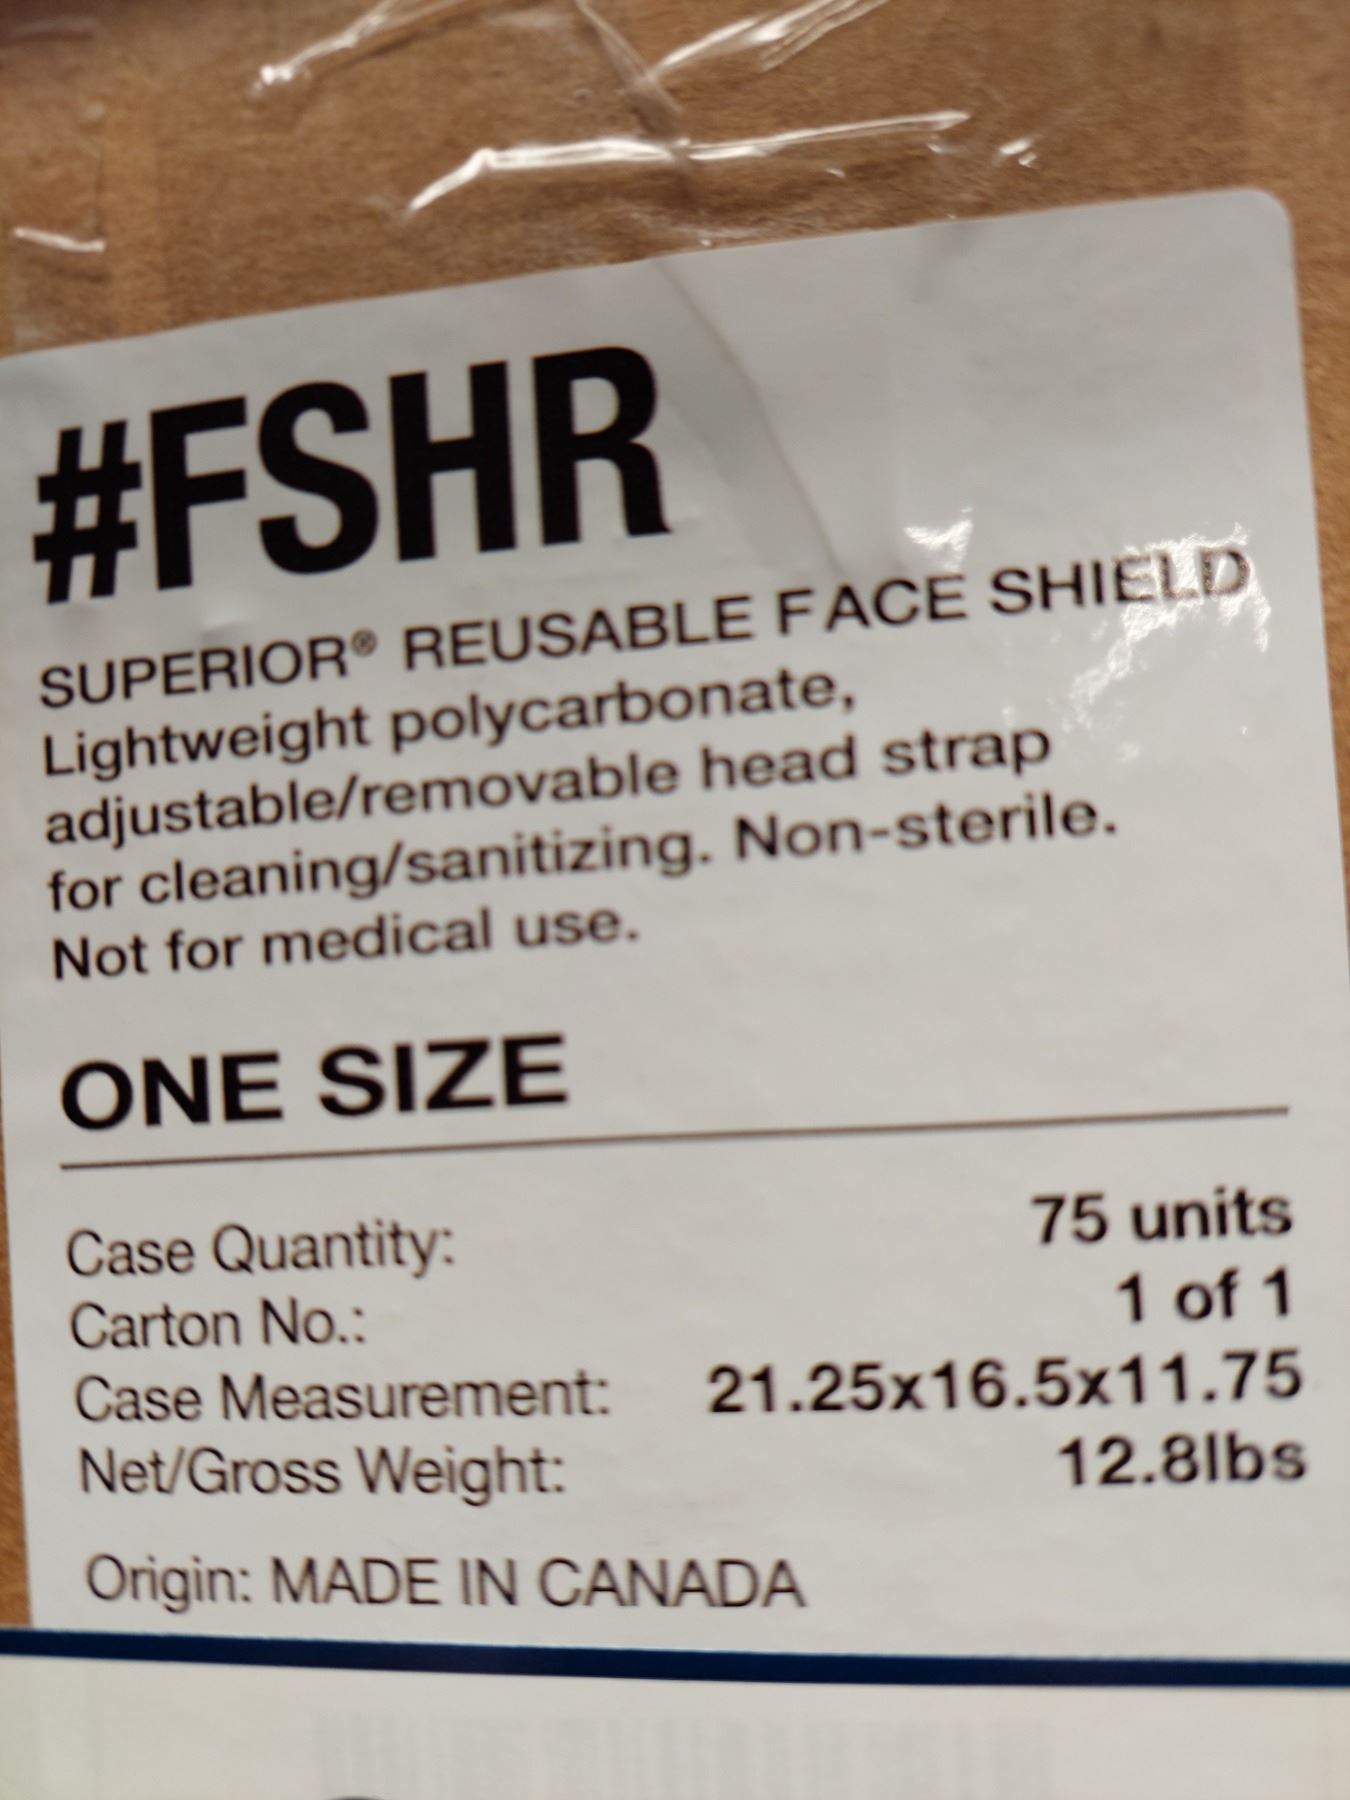 #FSHR
SUPERIOR® REUSABLE FACE SHIELD
Lightweight polycarbonate,
adjustable/removable head strap
for cleaning/sanitizing. Non-sterile.
Not for medical use.
ONE SIZE
Case Quantity: 75 units
Carton No.: 1 of 1
Case Measurement: 21.25x16.5x11.75
Net/Gross Weight: 12.8lbs
Origin: MADE IN CANADA